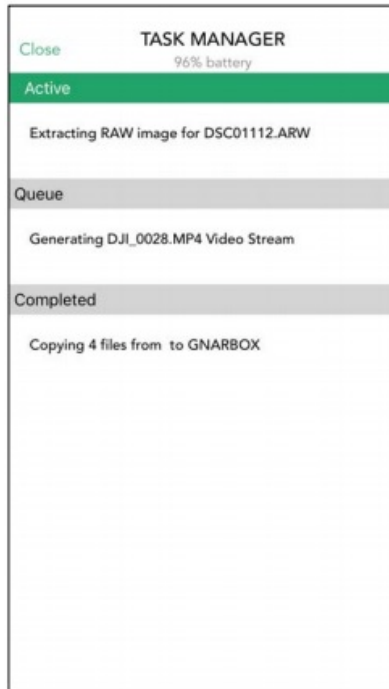 Close
TASK MANAGER
96% battery
Active
Extracting RAW image for DSC01112.ARW
Queue
Generating DJI_0028.MP4 Video Stream
Completed
Copying 4 files from  to GNARBOX